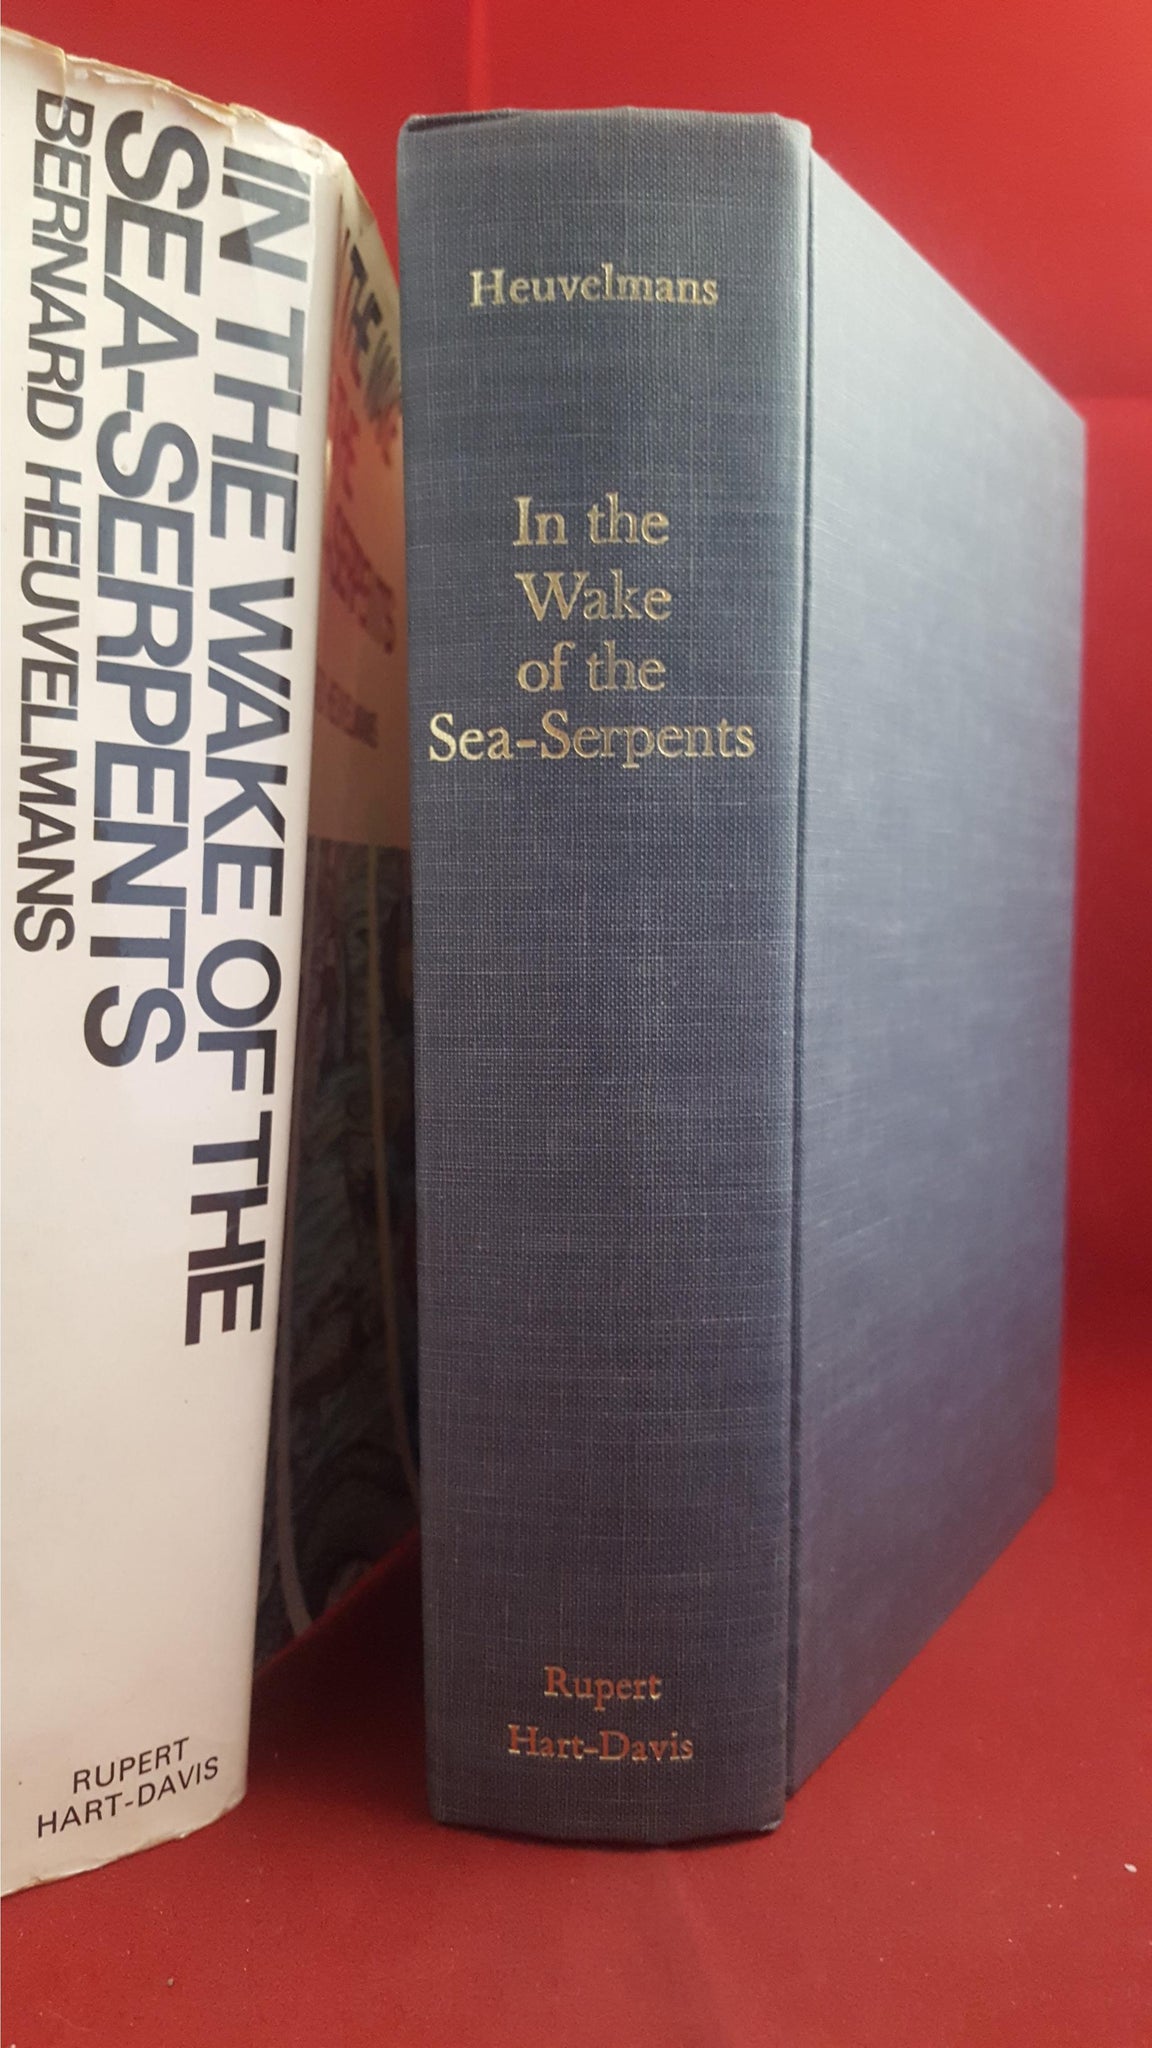 IN THE WAKE OF THE
SEA-SERPENTS
BERNARD HEUVELMANS
RUPERT
HART-DAVIS
Heuvelmans
In the
Wake
of the
Sea-Serpents
Rupert
Hart-Davis